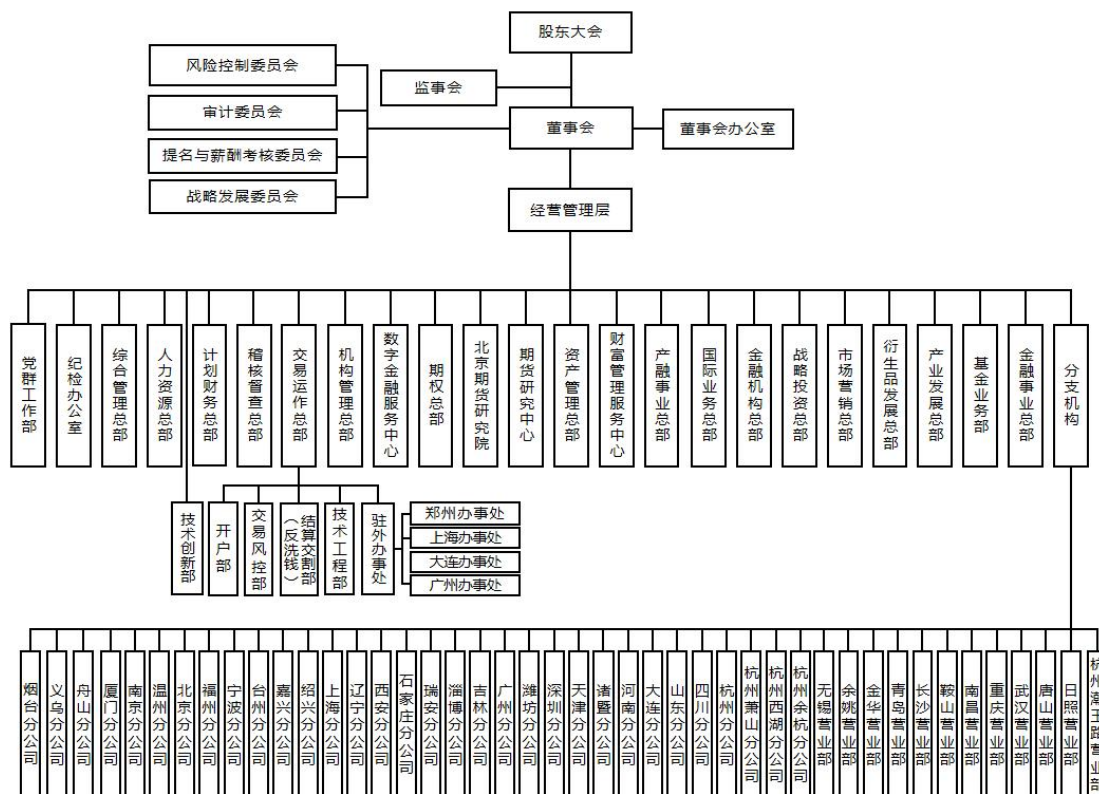 股东大会
风险控制委员会
监事会
审计委员会
董事会
董事会办公室
提名与薪酬考核委员会
战略发展委员会
经营管理层
党群工作部
纪检办公室
综合管理总部
人力资源总部
计划财务总部
稽核督查总部
交易运作总部
机构管理总部
数字金融服务中心
期权总部
北京期货研究院
期货研究中心
资产管理总部
财富管理服务中心
产融事业总部
国际业务总部
金融机构总部
战略投资总部
市场营销总部
衍生品发展总部
产业发展总部
基金业务部
金融事业总部
分支机构
技术创新部
开户部
交易风控部
结算交割部
（反洗钱）
技术工程部
驻外办事处
郑州办事处
上海办事处
大连办事处
广州办事处
烟台分公司
义乌分公司
舟山分公司
厦门分公司
南京分公司
温州分公司
北京分公司
福州分公司
宁波分公司
台州分公司
嘉兴分公司
绍兴分公司
上海分公司
辽宁分公司
西安分公司
石家庄分公司
瑞安分公司
淄博分公司
吉林分公司
广州分公司
潍坊分公司
深圳分公司
天津分公司
诸暨分公司
河南分公司
大连分公司
山东分公司
四川分公司
杭州分公司
杭州萧山分公司
杭州西湖分公司
杭州余杭分公司
无锡营业部
余姚营业部
金华营业部
青岛营业部
长沙营业部
鞍山营业部
南昌营业部
重庆营业部
武汉营业部
唐山营业部
日照营业部
杭州潮王路营业部